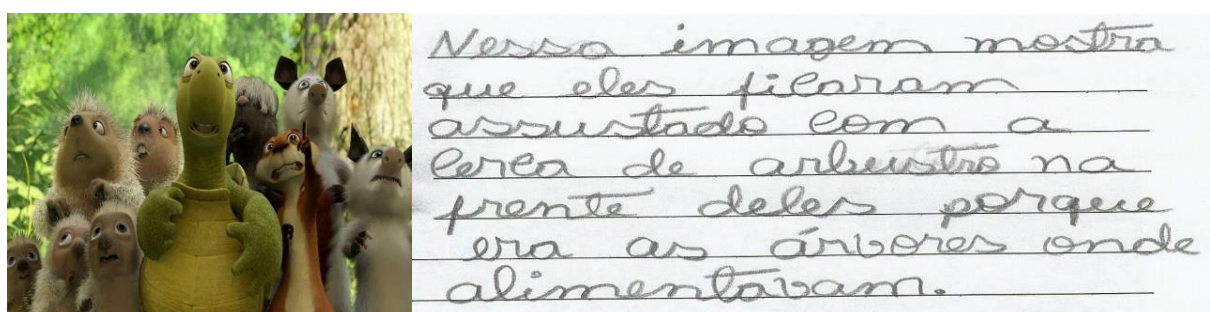 Nessa imagem mostra
que eles ficaram
assustado com a
cerca de arbustro na
frente deles porque
era as árvores onde
alimentavam.